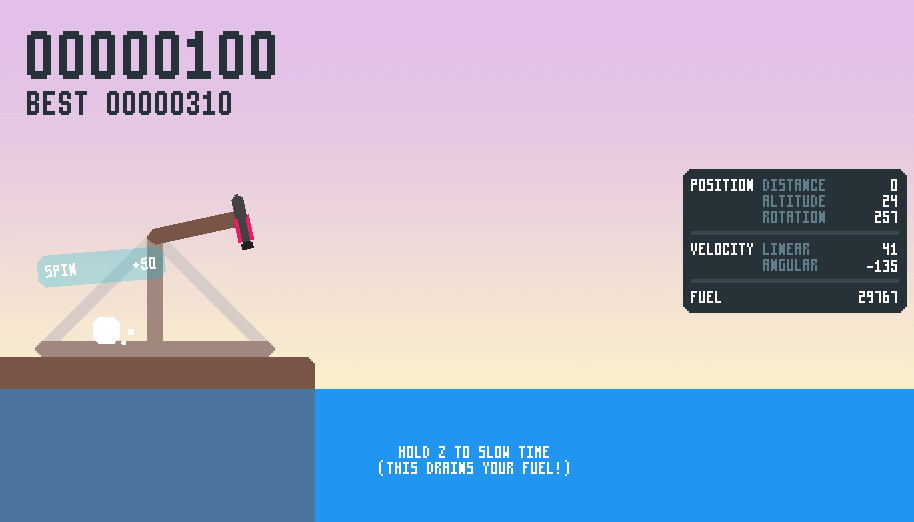 00000100
BEST 00000310
SPIN +50
POSITION DISTANCE 0
ALTITUDE 24
ROTATION 257
VELOCITY LINEAR 41
ANGULAR -135
FUEL 29767
HOLD Z TO SLOW TIME
(THIS DRAINS YOUR FUEL!)